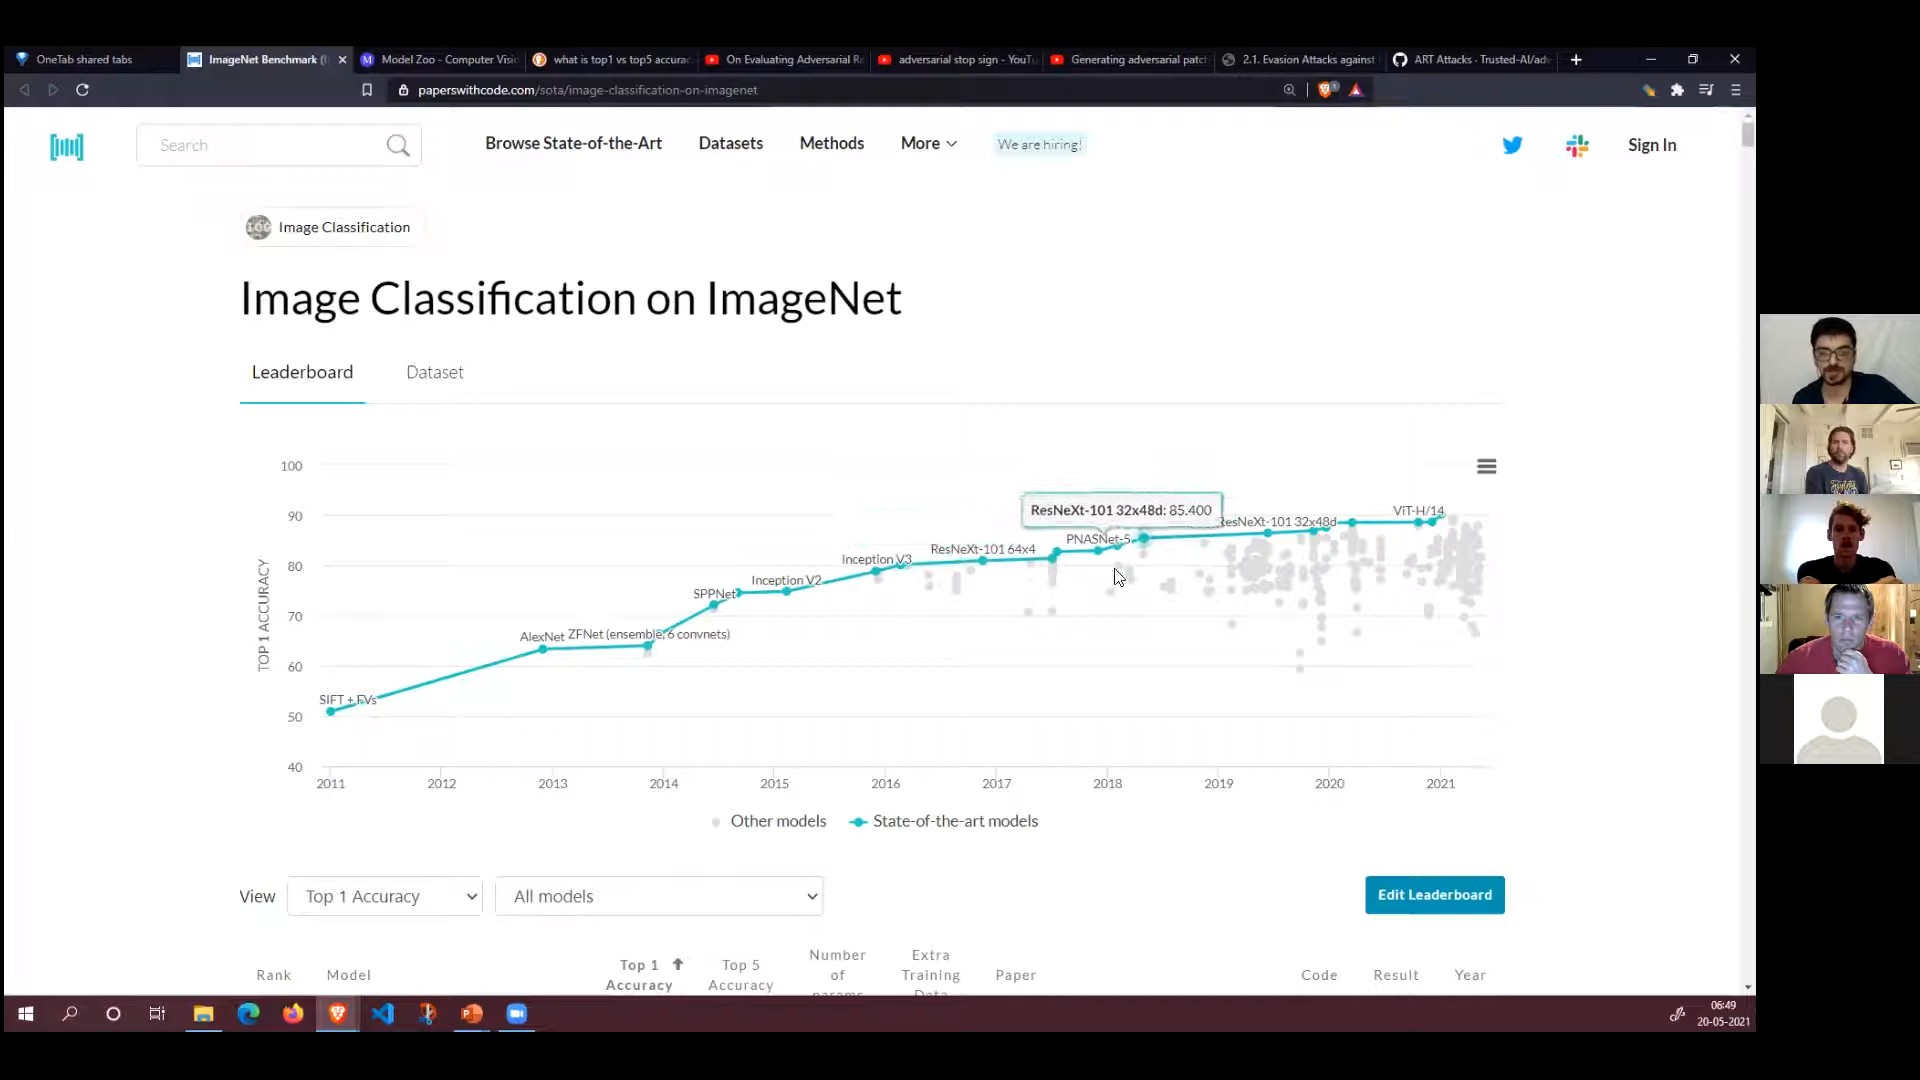 OneTab shared tabs
ImageNet Benchmark (I
Model Zoo - Computer Visi
what is top1 vs top5 accurac
On Evaluating Adversarial Ro
adversarial stop sign - YouTu
Generating adversarial patch
2.1. Evasion Attacks against
ART Attacks · Trusted-AI/adv
paperswithcode.com/sota/image-classification-on-imagenet
Search
Browse State-of-the-Art
Datasets
Methods
More
We are hiring!
Sign In
Image Classification
Image Classification on ImageNet
Leaderboard
Dataset
TOP 1 ACCURACY
100
90
80
70
60
50
40
SIFT + FVs
AlexNet
ZFNet (ensemble, 6 convnets)
SPPNet
Inception V2
Inception V3
ResNeXt-101 64x4
PNASNet-5
ResNeXt-101 32x48d: 85.400
ResNeXt-101 32x48d
ViT-H/14
2011 2012 2013 2014 2015 2016 2017 2018 2019 2020 2021
Other models
State-of-the-art models
View
Top 1 Accuracy
All models
Edit Leaderboard
Rank
Model
Top 1 Accuracy
Top 5 Accuracy
Number of params
Extra Training Data
Paper
Code
Result
Year
06:49
20-05-2021